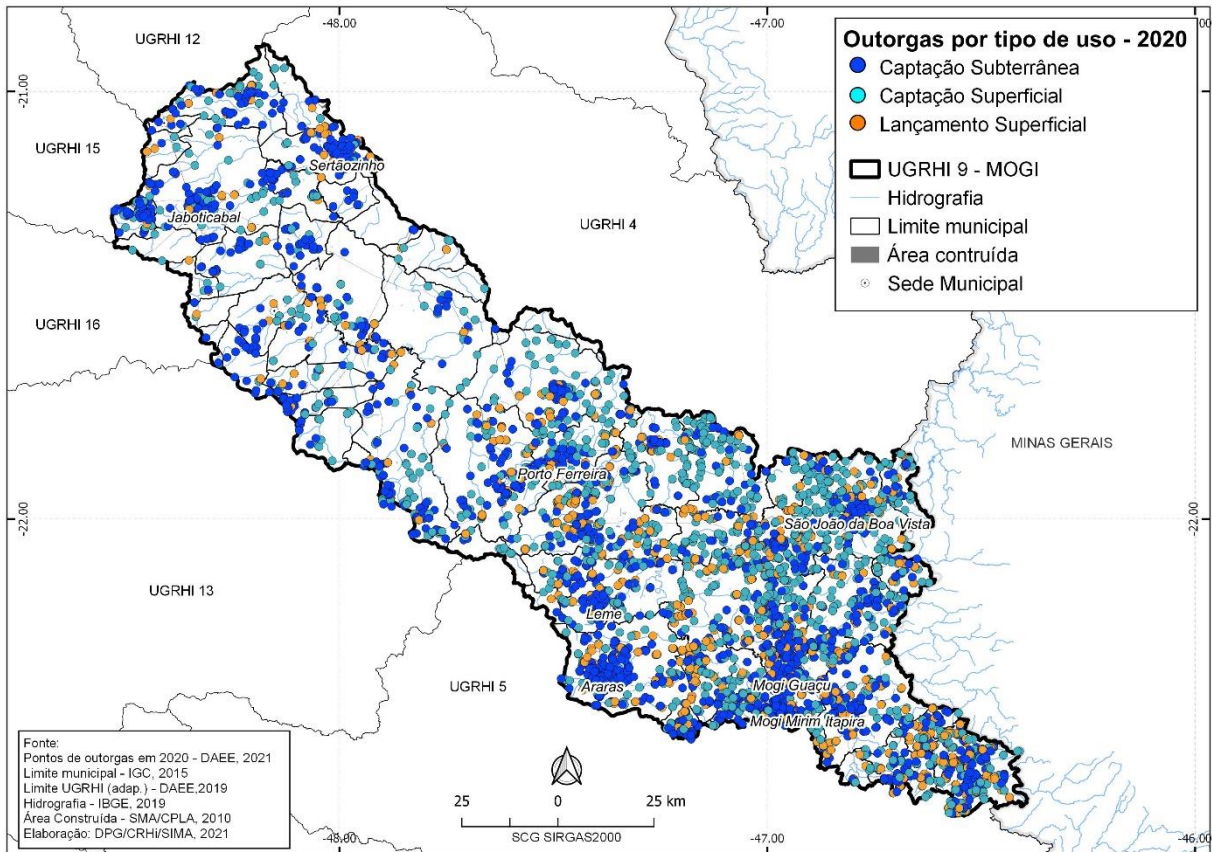 -48.00
-47.00
.00
UGRHI 12
Outorgas por tipo de uso - 2020
Captação Subterrânea
Captação Superficial
Lançamento Superficial
UGRHI 9 - MOGI
Hidrografia
Limite municipal
Área contruída
Sede Municipal
-21.00
UGRHI 15
Sertãozinho
Jaboticabal
UGRHI 4
UGRHI 16
MINAS GERAIS
Porto Ferreira
-22.00
São João da Boa Vista
-22.00
UGRHI 13
Leme
UGRHI 5
Araras
Mogi Guaçu
Mogi Mirim Itapira
Fonte:
Pontos de outorgas em 2020 - DAEE, 2021
Limite municipal - IGC, 2015
Limite UGRHI (adap.) - DAEE,2019
Hidrografia - IBGE, 2019
Área Construída - SMA/CPLA, 2010
Elaboração: DPG/CRHi/SIMA, 2021
25 0 25 km
SCG SIRGAS2000
-48.00
-47.00
-46.00